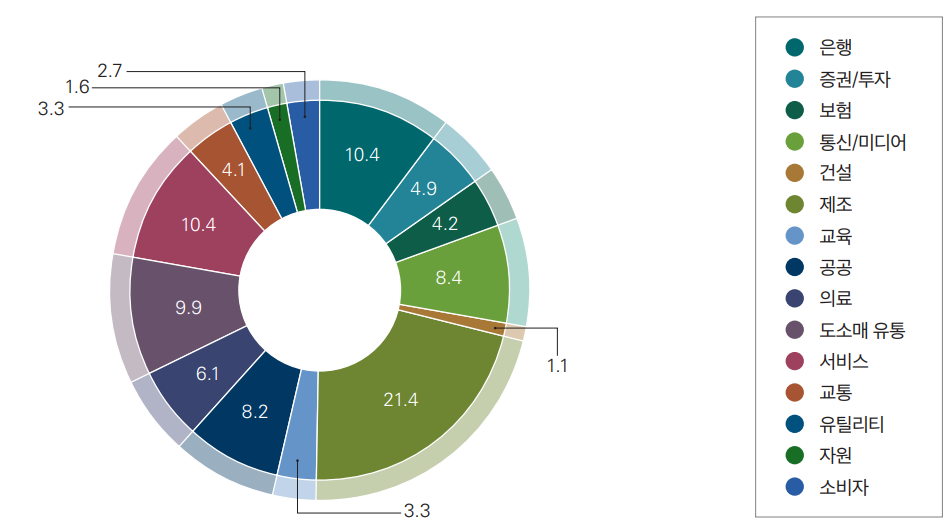 2.7
1.6
3.3
10.4
4.9
4.2
8.4
1.1
21.4
3.3
8.2
6.1
9.9
10.4
4.1
은행
증권/투자
보험
통신/미디어
건설
제조
교육
공공
의료
도소매 유통
서비스
교통
유틸리티
자원
소비자